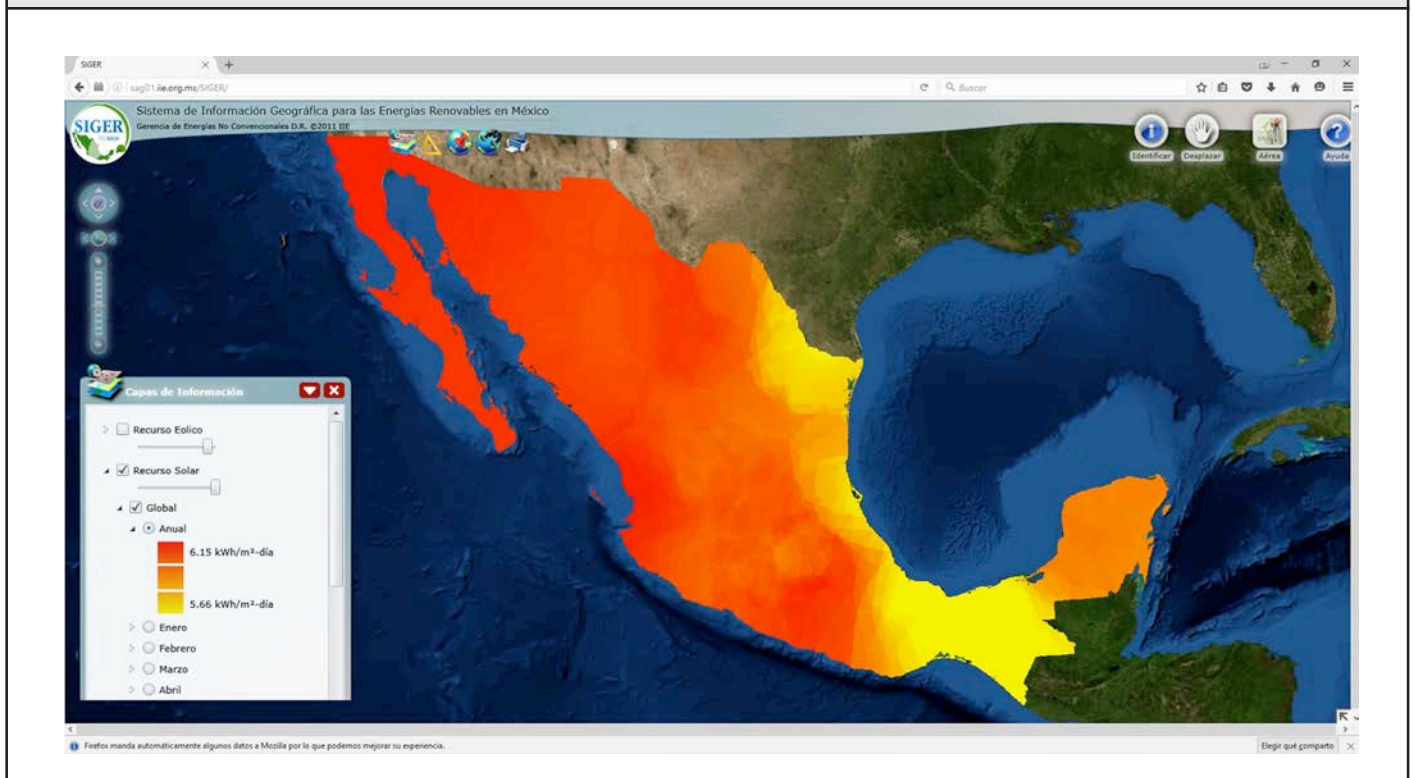 SIGER
sag01.iie.org.mx/SIGER/
Buscar
Sistema de Información Geográfica para las Energías Renovables en México
Gerencia de Energías No Convencionales D.R. ©2011 IIE
SIGER
Identificar
Desplazar
Aérea
Ayuda
Capas de Información
Recurso Eolico
Recurso Solar
Global
Anual
6.15 kWh/m²-día
5.66 kWh/m²-día
Enero
Febrero
Marzo
Abril
Firefox manda automáticamente algunos datos a Mozilla por lo que podemos mejorar su experiencia.
Elegir qué comparto